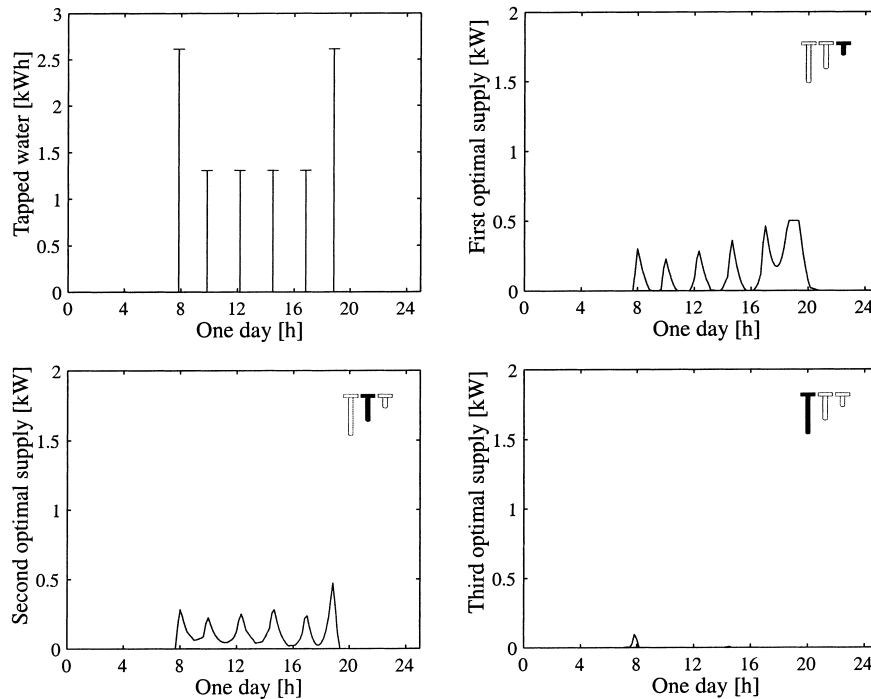 Tapped water [kWh]
3
2.5
2
1.5
1
0.5
0
0 4 8 12 16 20 24
One day [h]
First optimal supply [kW]
2
1.5
1
0.5
0
0 4 8 12 16 20 24
One day [h]
Second optimal supply [kW]
2
1.5
1
0.5
0
0 4 8 12 16 20 24
One day [h]
Third optimal supply [kW]
2
1.5
1
0.5
0
0 4 8 12 16 20 24
One day [h]